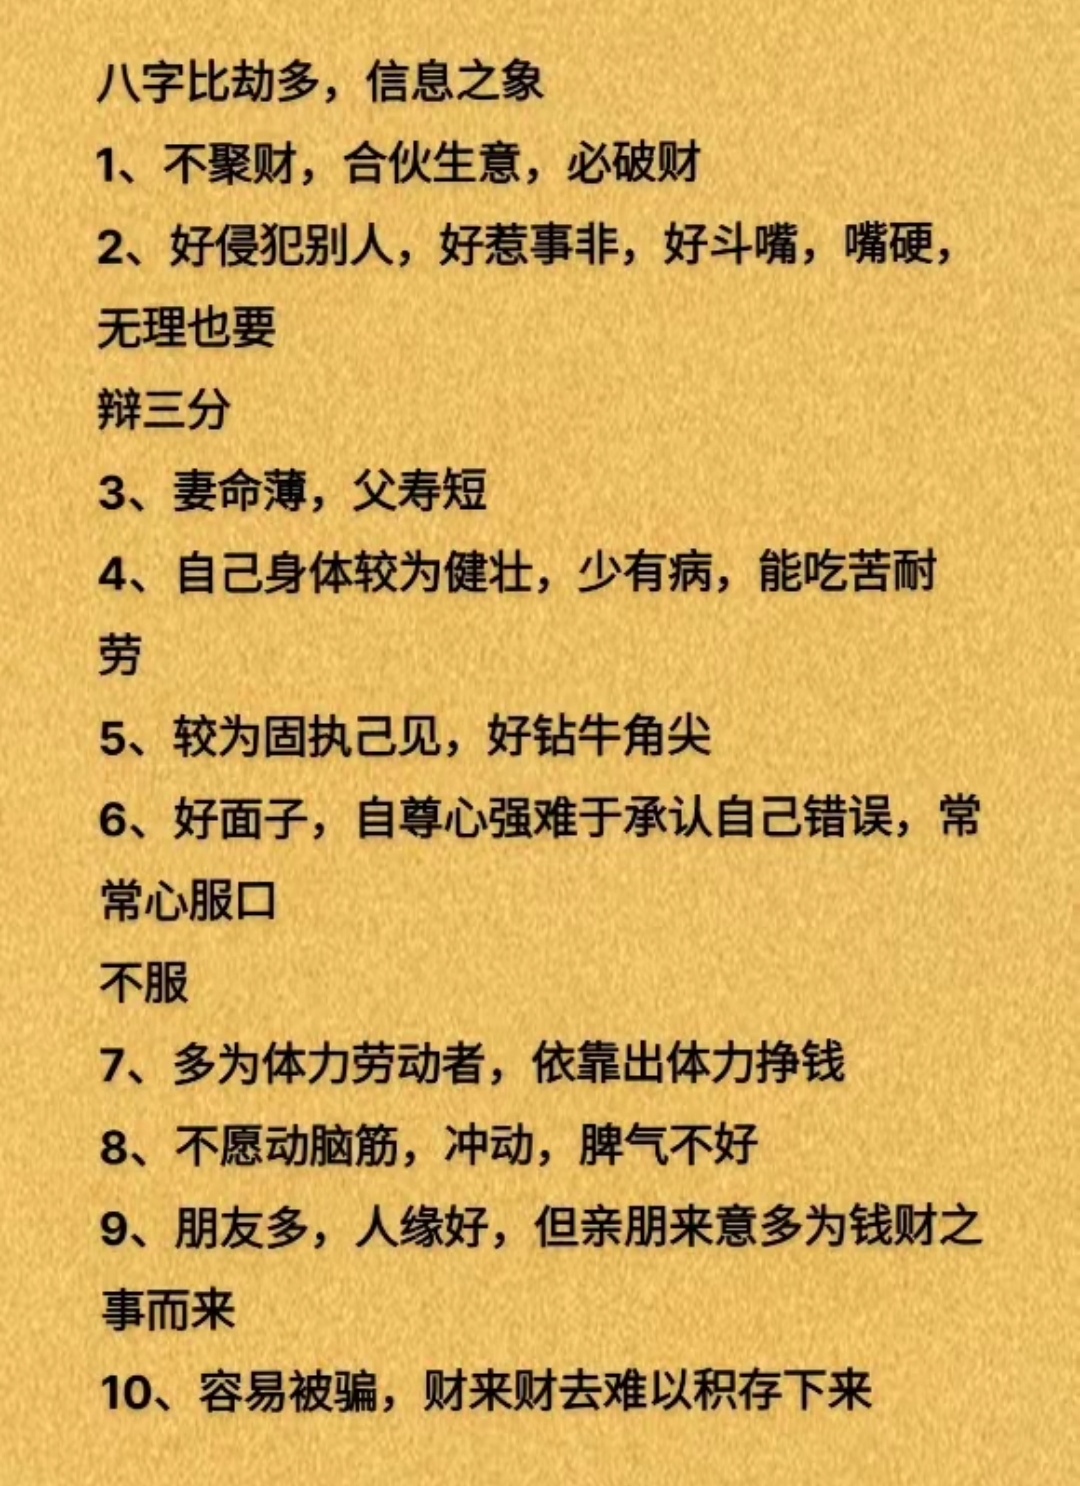 八字比劫多，信息之象
1、不聚财，合伙生意，必破财
2、好侵犯别人，好惹事非，好斗嘴，嘴硬，
无理也要
辩三分
3、妻命薄，父寿短
4、自己身体较为健壮，少有病，能吃苦耐
劳
5、较为固执己见，好钻牛角尖
6、好面子，自尊心强难于承认自己错误，常
常心服口
不服
7、多为体力劳动者，依靠出体力挣钱
8、不愿动脑筋，冲动，脾气不好
9、朋友多，人缘好，但亲朋来意多为钱财之
事而来
10、容易被骗，财来财去难以积存下来